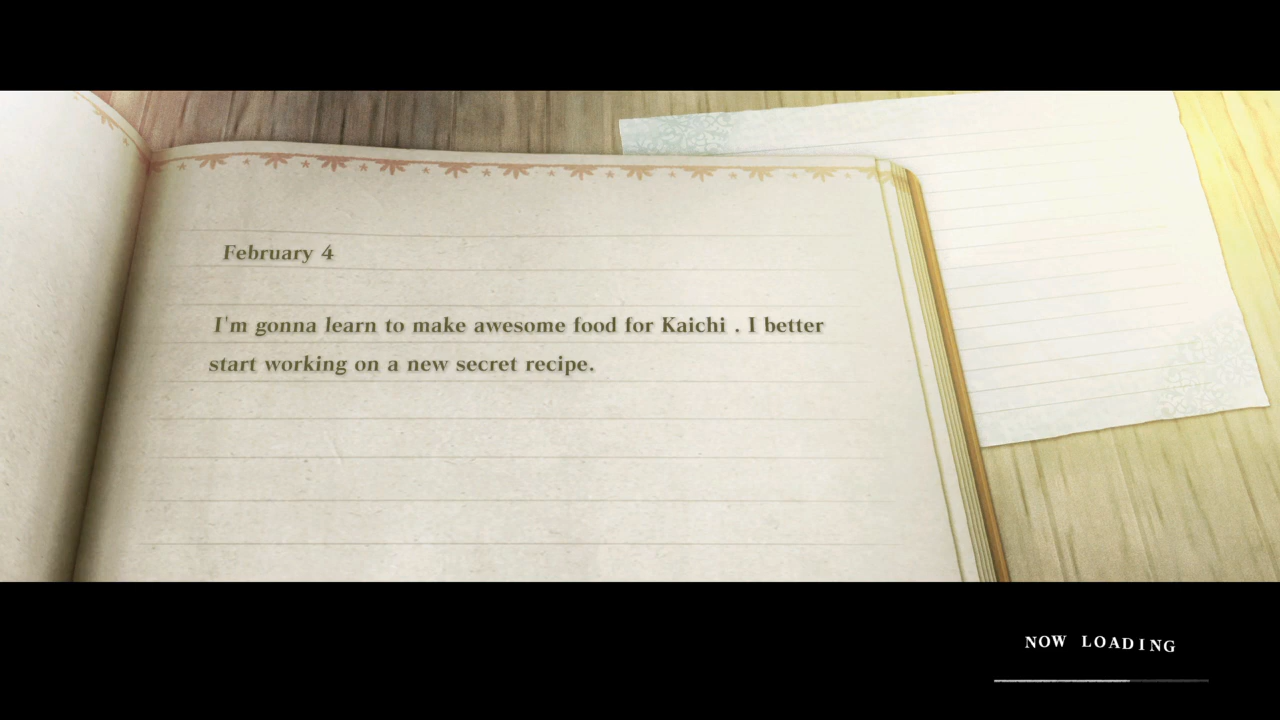 February 4
I'm gonna learn to make awesome food for Kaichi . I better
start working on a new secret recipe.
NOW LOADING